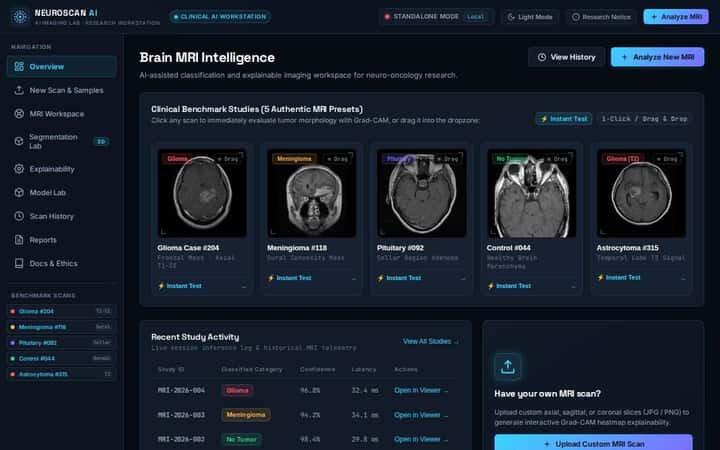 NEUROSCAN AI
AI IMAGING LAB · RESEARCH WORKSTATION
CLINICAL AI WORKSTATION
STANDALONE MODE Local
Light Mode
Research Notice
+ Analyze MRI
NAVIGATION
Overview
New Scan & Samples
MRI Workspace
Segmentation Lab 3D
Explainability
Model Lab
Scan History
Reports
Docs & Ethics
BENCHMARK SCANS
Glioma #204 T1-CE
Meningioma #118 Dural
Pituitary #092 Sellar
Control #044 Normal
Astrocytoma #315 T2
Brain MRI Intelligence
AI-assisted classification and explainable imaging workspace for neuro-oncology research.
View History
+ Analyze New MRI
Clinical Benchmark Studies (5 Authentic MRI Presets)
Click any scan to immediately evaluate tumor morphology with Grad-CAM, or drag it into the dropzone:
⚡ Instant Test
1-Click / Drag & Drop
Glioma Drag
Glioma Case #204
Frontal Mass · Axial T1-CE
⚡ Instant Test →
Meningioma Drag
Meningioma #118
Dural Convexity Mass
⚡ Instant Test →
Pituitary Drag
Pituitary #092
Sellar Region Adenoma
⚡ Instant Test →
No Tumor Drag
Control #044
Healthy Brain Parenchyma
⚡ Instant Test →
Glioma (T2) Drag
Astrocytoma #315
Temporal Lobe T2 Signal
⚡ Instant Test →
Recent Study Activity
Live session inference log & historical MRI telemetry
View All Studies →
Study ID Classified Category Confidence Latency Actions
MRI-2026-004 Glioma 96.8% 32.4 ms Open in Viewer →
MRI-2026-003 Meningioma 94.2% 34.1 ms Open in Viewer →
MRI-2026-002 No Tumor 98.4% 29.8 ms Open in Viewer →
Have your own MRI scan?
Upload custom axial, sagittal, or coronal slices (JPG / PNG) to
generate interactive Grad-CAM heatmap explainability.
+ Upload Custom MRI Scan